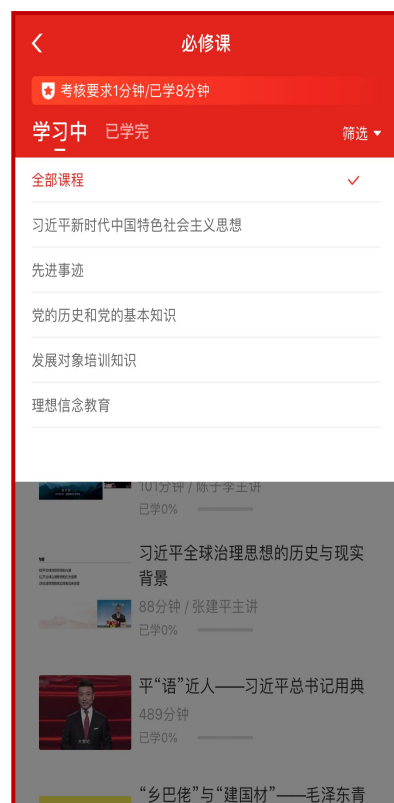 必修课
考核要求1分钟/已学8分钟
学习中 已学完 筛选
全部课程
习近平新时代中国特色社会主义思想
先进事迹
党的历史和党的基本知识
发展对象培训知识
理想信念教育
101分钟 / 陈子季主讲
已学0%
习近平全球治理思想的历史与现实
背景
88分钟 / 张建平主讲
已学0%
平“语”近人——习近平总书记用典
489分钟
已学0%
“乡巴佬”与“建国材”——毛泽东青